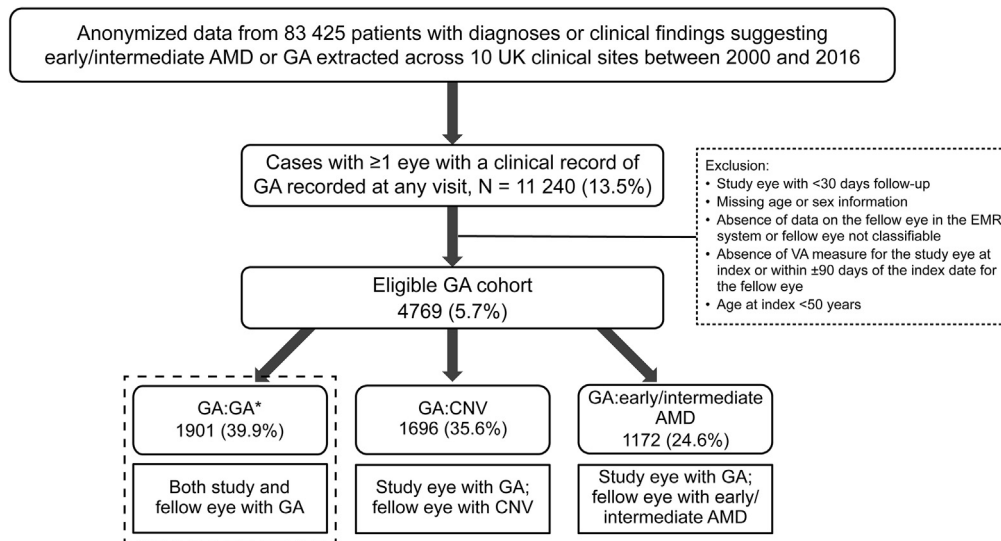 Anonymized data from 83 425 patients with diagnoses or clinical findings suggesting
early/intermediate AMD or GA extracted across 10 UK clinical sites between 2000 and 2016
Cases with ≥1 eye with a clinical record of
GA recorded at any visit, N = 11 240 (13.5%)
Exclusion:
• Study eye with <30 days follow-up
• Missing age or sex information
• Absence of data on the fellow eye in the EMR
system or fellow eye not classifiable
• Absence of VA measure for the study eye at
index or within ±90 days of the index date for
the fellow eye
• Age at index <50 years
Eligible GA cohort
4769 (5.7%)
GA:GA*
1901 (39.9%)
GA:CNV
1696 (35.6%)
GA:early/intermediate
AMD
1172 (24.6%)
Both study and
fellow eye with GA
Study eye with GA;
fellow eye with CNV
Study eye with GA;
fellow eye with early/
intermediate AMD